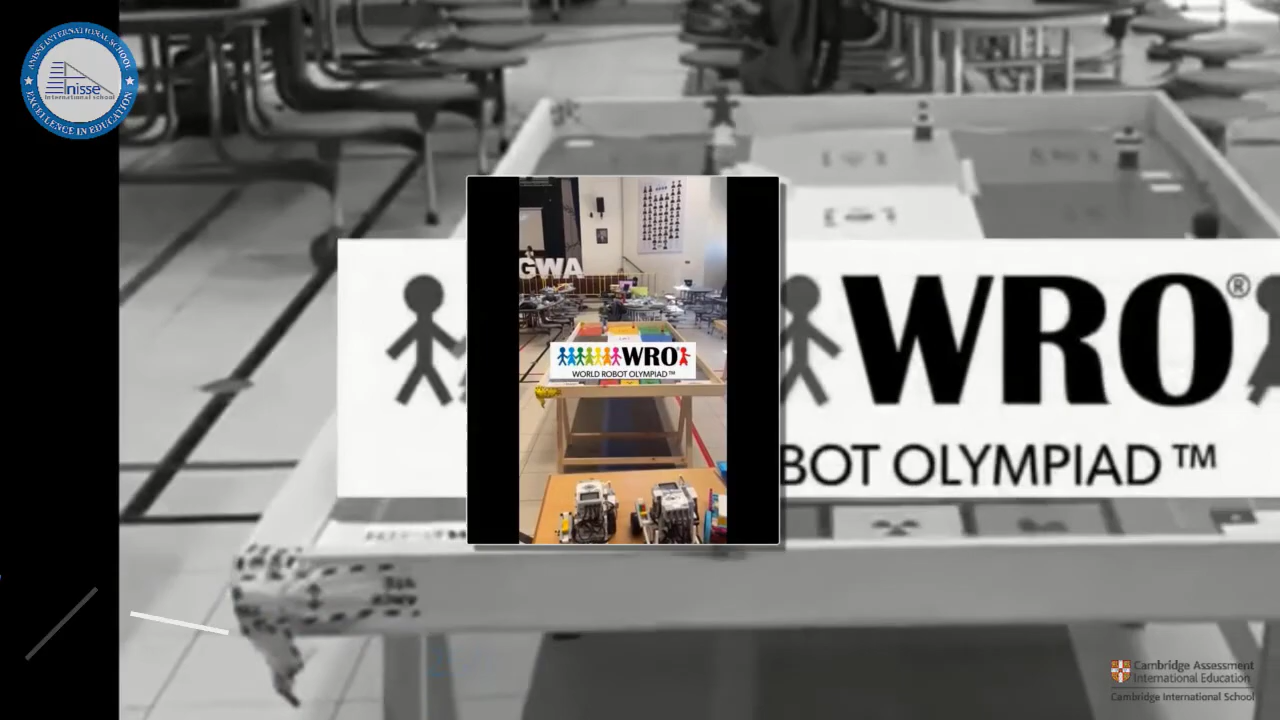 ANISSE INTERNATIONAL SCHOOL
nisse
international school
EXCELLENCE IN EDUCATION
GWA
WRO
WORLD ROBOT OLYMPIAD™
WRO®
BOT OLYMPIAD™
Cambridge Assessment
International Education
Cambridge International School